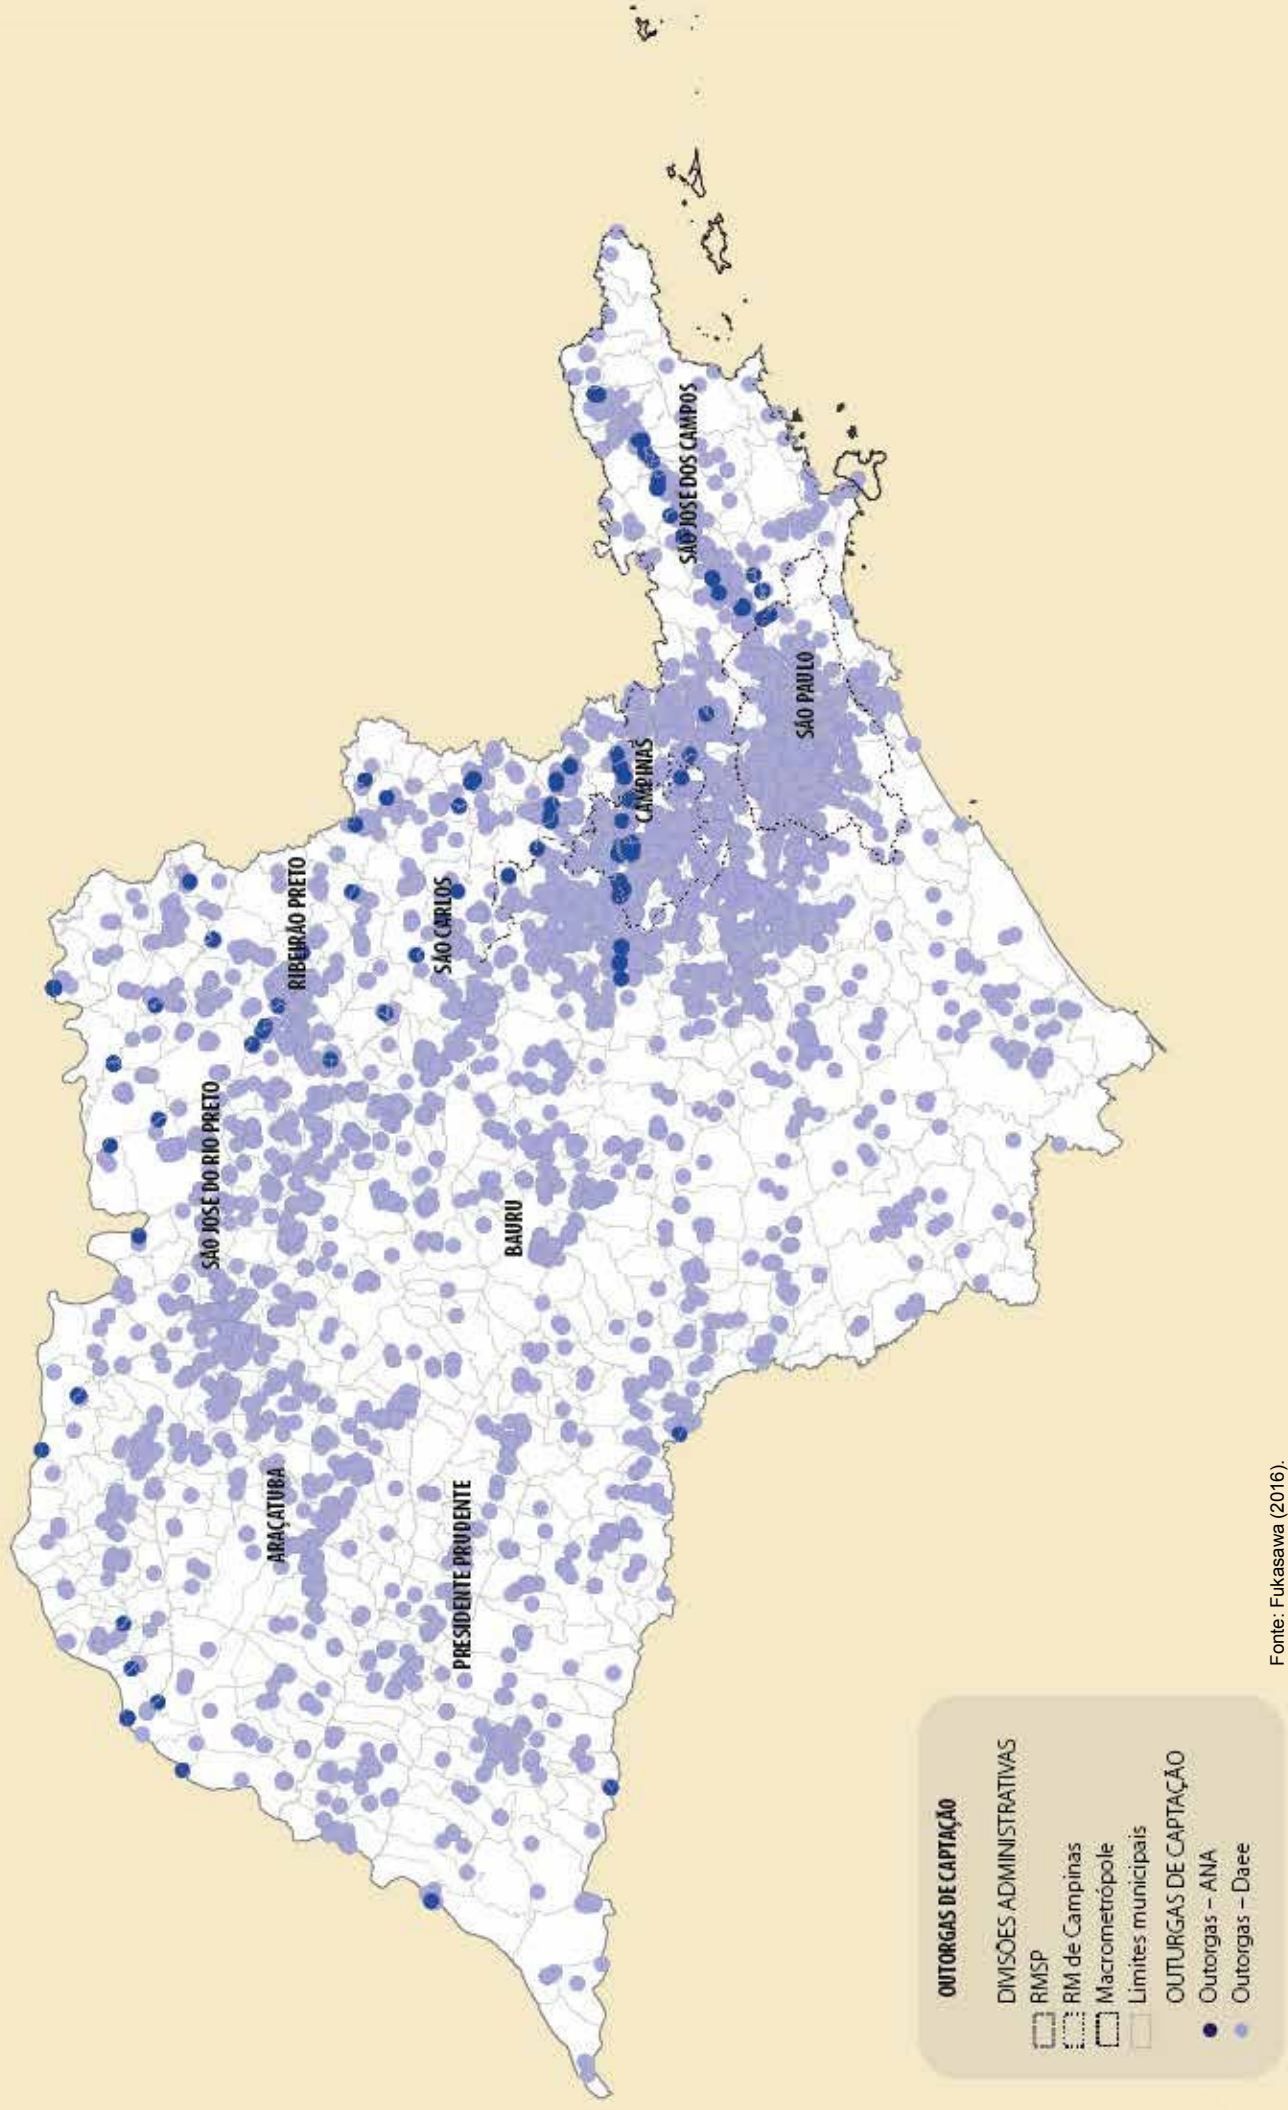 SÃO JOSÉ DO RIO PRETO
RIBEIRÃO PRETO
ARAÇATUBA
SÃO CARLOS
PRESIDENTE PRUDENTE
BAURU
CAMPINAS
SÃO JOSÉ DOS CAMPOS
SÃO PAULO
OUTORGAS DE CAPTAÇÃO
DIVISÕES ADMINISTRATIVAS
RMSP
RM de Campinas
Macrometrópole
Limites municipais
OUTURGAS DE CAPTAÇÃO
Outorgas – ANA
Outorgas – Daee
Fonte: Fukasawa (2016).